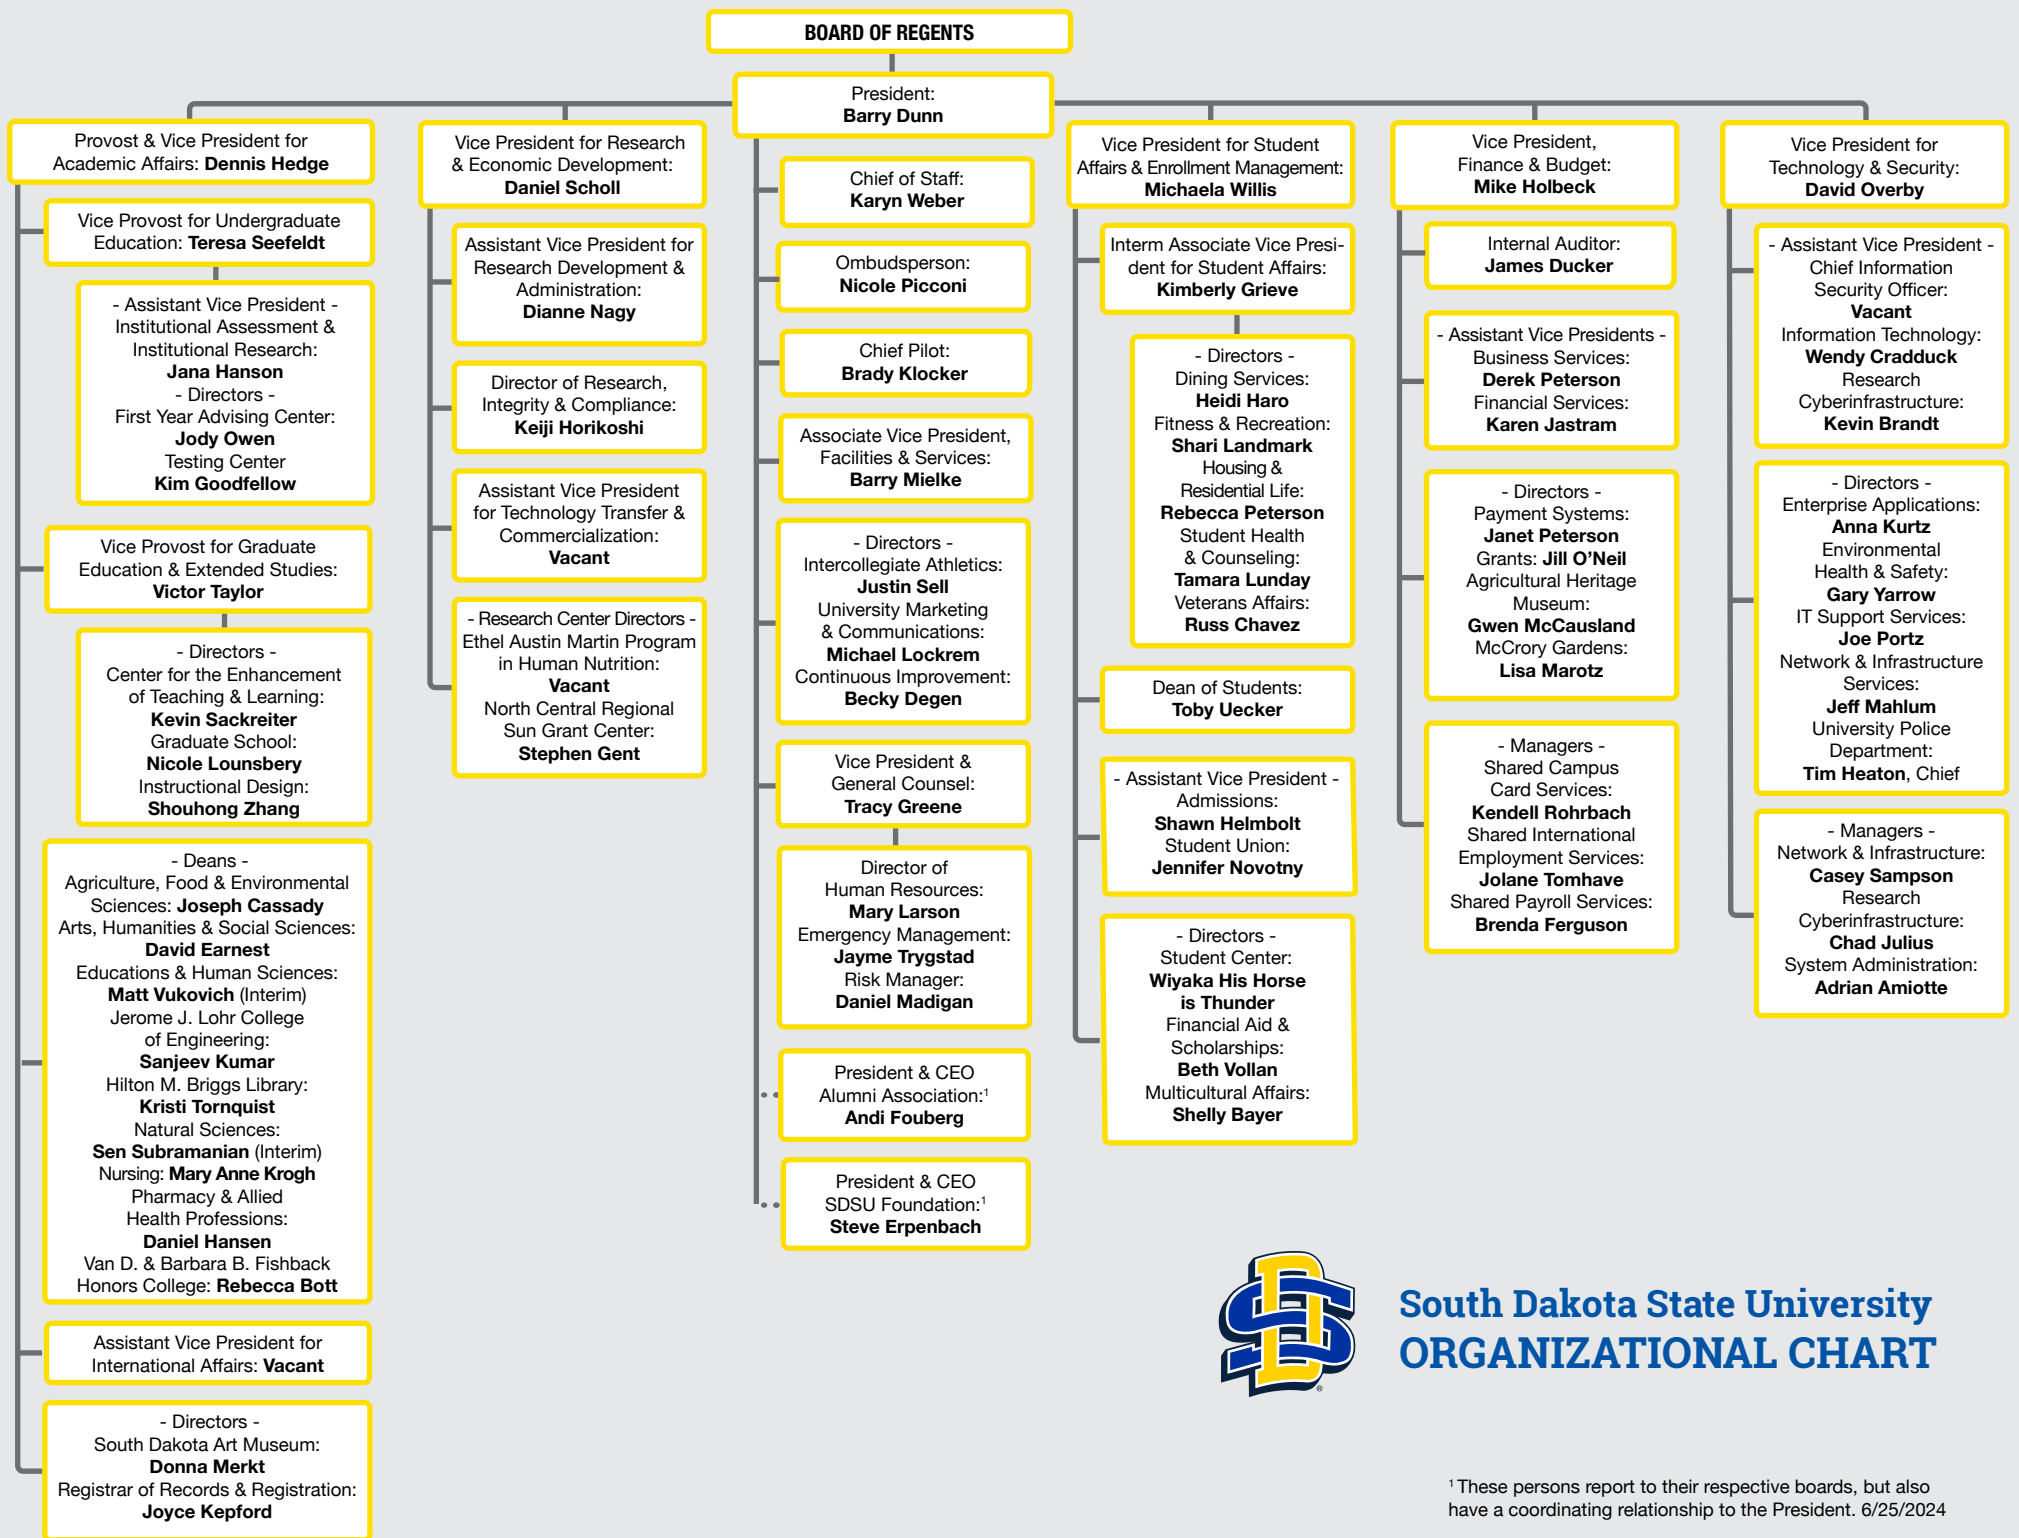 BOARD OF REGENTS
President:
Barry Dunn
Provost & Vice President for
Academic Affairs: Dennis Hedge
Vice Provost for Undergraduate
Education: Teresa Seefeldt
- Assistant Vice President -
Institutional Assessment &
Institutional Research:
Jana Hanson
- Directors -
First Year Advising Center:
Jody Owen
Testing Center
Kim Goodfellow
Vice Provost for Graduate
Education & Extended Studies:
Victor Taylor
- Directors -
Center for the Enhancement
of Teaching & Learning:
Kevin Sackreiter
Graduate School:
Nicole Lounsbery
Instructional Design:
Shouhong Zhang
- Deans -
Agriculture, Food & Environmental
Sciences: Joseph Cassady
Arts, Humanities & Social Sciences:
David Earnest
Educations & Human Sciences:
Matt Vukovich (Interim)
Jerome J. Lohr College
of Engineering:
Sanjeev Kumar
Hilton M. Briggs Library:
Kristi Tornquist
Natural Sciences:
Sen Subramanian (Interim)
Nursing: Mary Anne Krogh
Pharmacy & Allied
Health Professions:
Daniel Hansen
Van D. & Barbara B. Fishback
Honors College: Rebecca Bott
Assistant Vice President for
International Affairs: Vacant
- Directors -
South Dakota Art Museum:
Donna Merkt
Registrar of Records & Registration:
Joyce Kepford
Vice President for Research
& Economic Development:
Daniel Scholl
Assistant Vice President for
Research Development &
Administration:
Dianne Nagy
Director of Research,
Integrity & Compliance:
Keiji Horikoshi
Assistant Vice President
for Technology Transfer &
Commercialization:
Vacant
- Research Center Directors -
Ethel Austin Martin Program
in Human Nutrition:
Vacant
North Central Regional
Sun Grant Center:
Stephen Gent
Chief of Staff:
Karyn Weber
Ombudsperson:
Nicole Picconi
Chief Pilot:
Brady Klocker
Associate Vice President,
Facilities & Services:
Barry Mielke
- Directors -
Intercollegiate Athletics:
Justin Sell
University Marketing
& Communications:
Michael Lockrem
Continuous Improvement:
Becky Degen
Vice President &
General Counsel:
Tracy Greene
Director of
Human Resources:
Mary Larson
Emergency Management:
Jayme Trygstad
Risk Manager:
Daniel Madigan
President & CEO
Alumni Association:¹
Andi Fouberg
President & CEO
SDSU Foundation:¹
Steve Erpenbach
Vice President for Student
Affairs & Enrollment Management:
Michaela Willis
Interm Associate Vice Presi-
dent for Student Affairs:
Kimberly Grieve
- Directors -
Dining Services:
Heidi Haro
Fitness & Recreation:
Shari Landmark
Housing &
Residential Life:
Rebecca Peterson
Student Health
& Counseling:
Tamara Lunday
Veterans Affairs:
Russ Chavez
Dean of Students:
Toby Uecker
- Assistant Vice President -
Admissions:
Shawn Helmbolt
Student Union:
Jennifer Novotny
- Directors -
Student Center:
Wiyaka His Horse
is Thunder
Financial Aid &
Scholarships:
Beth Vollan
Multicultural Affairs:
Shelly Bayer
Vice President,
Finance & Budget:
Mike Holbeck
Internal Auditor:
James Ducker
- Assistant Vice Presidents -
Business Services:
Derek Peterson
Financial Services:
Karen Jastram
- Directors -
Payment Systems:
Janet Peterson
Grants: Jill O’Neil
Agricultural Heritage
Museum:
Gwen McCausland
McCrory Gardens:
Lisa Marotz
- Managers -
Shared Campus
Card Services:
Kendell Rohrbach
Shared International
Employment Services:
Jolane Tomhave
Shared Payroll Services:
Brenda Ferguson
Vice President for
Technology & Security:
David Overby
- Assistant Vice President -
Chief Information
Security Officer:
Vacant
Information Technology:
Wendy Cradduck
Research
Cyberinfrastructure:
Kevin Brandt
- Directors -
Enterprise Applications:
Anna Kurtz
Environmental
Health & Safety:
Gary Yarrow
IT Support Services:
Joe Portz
Network & Infrastructure
Services:
Jeff Mahlum
University Police
Department:
Tim Heaton, Chief
- Managers -
Network & Infrastructure:
Casey Sampson
Research
Cyberinfrastructure:
Chad Julius
System Administration:
Adrian Amiotte
SD
®
South Dakota State University
ORGANIZATIONAL CHART
¹ These persons report to their respective boards, but also
have a coordinating relationship to the President. 6/25/2024